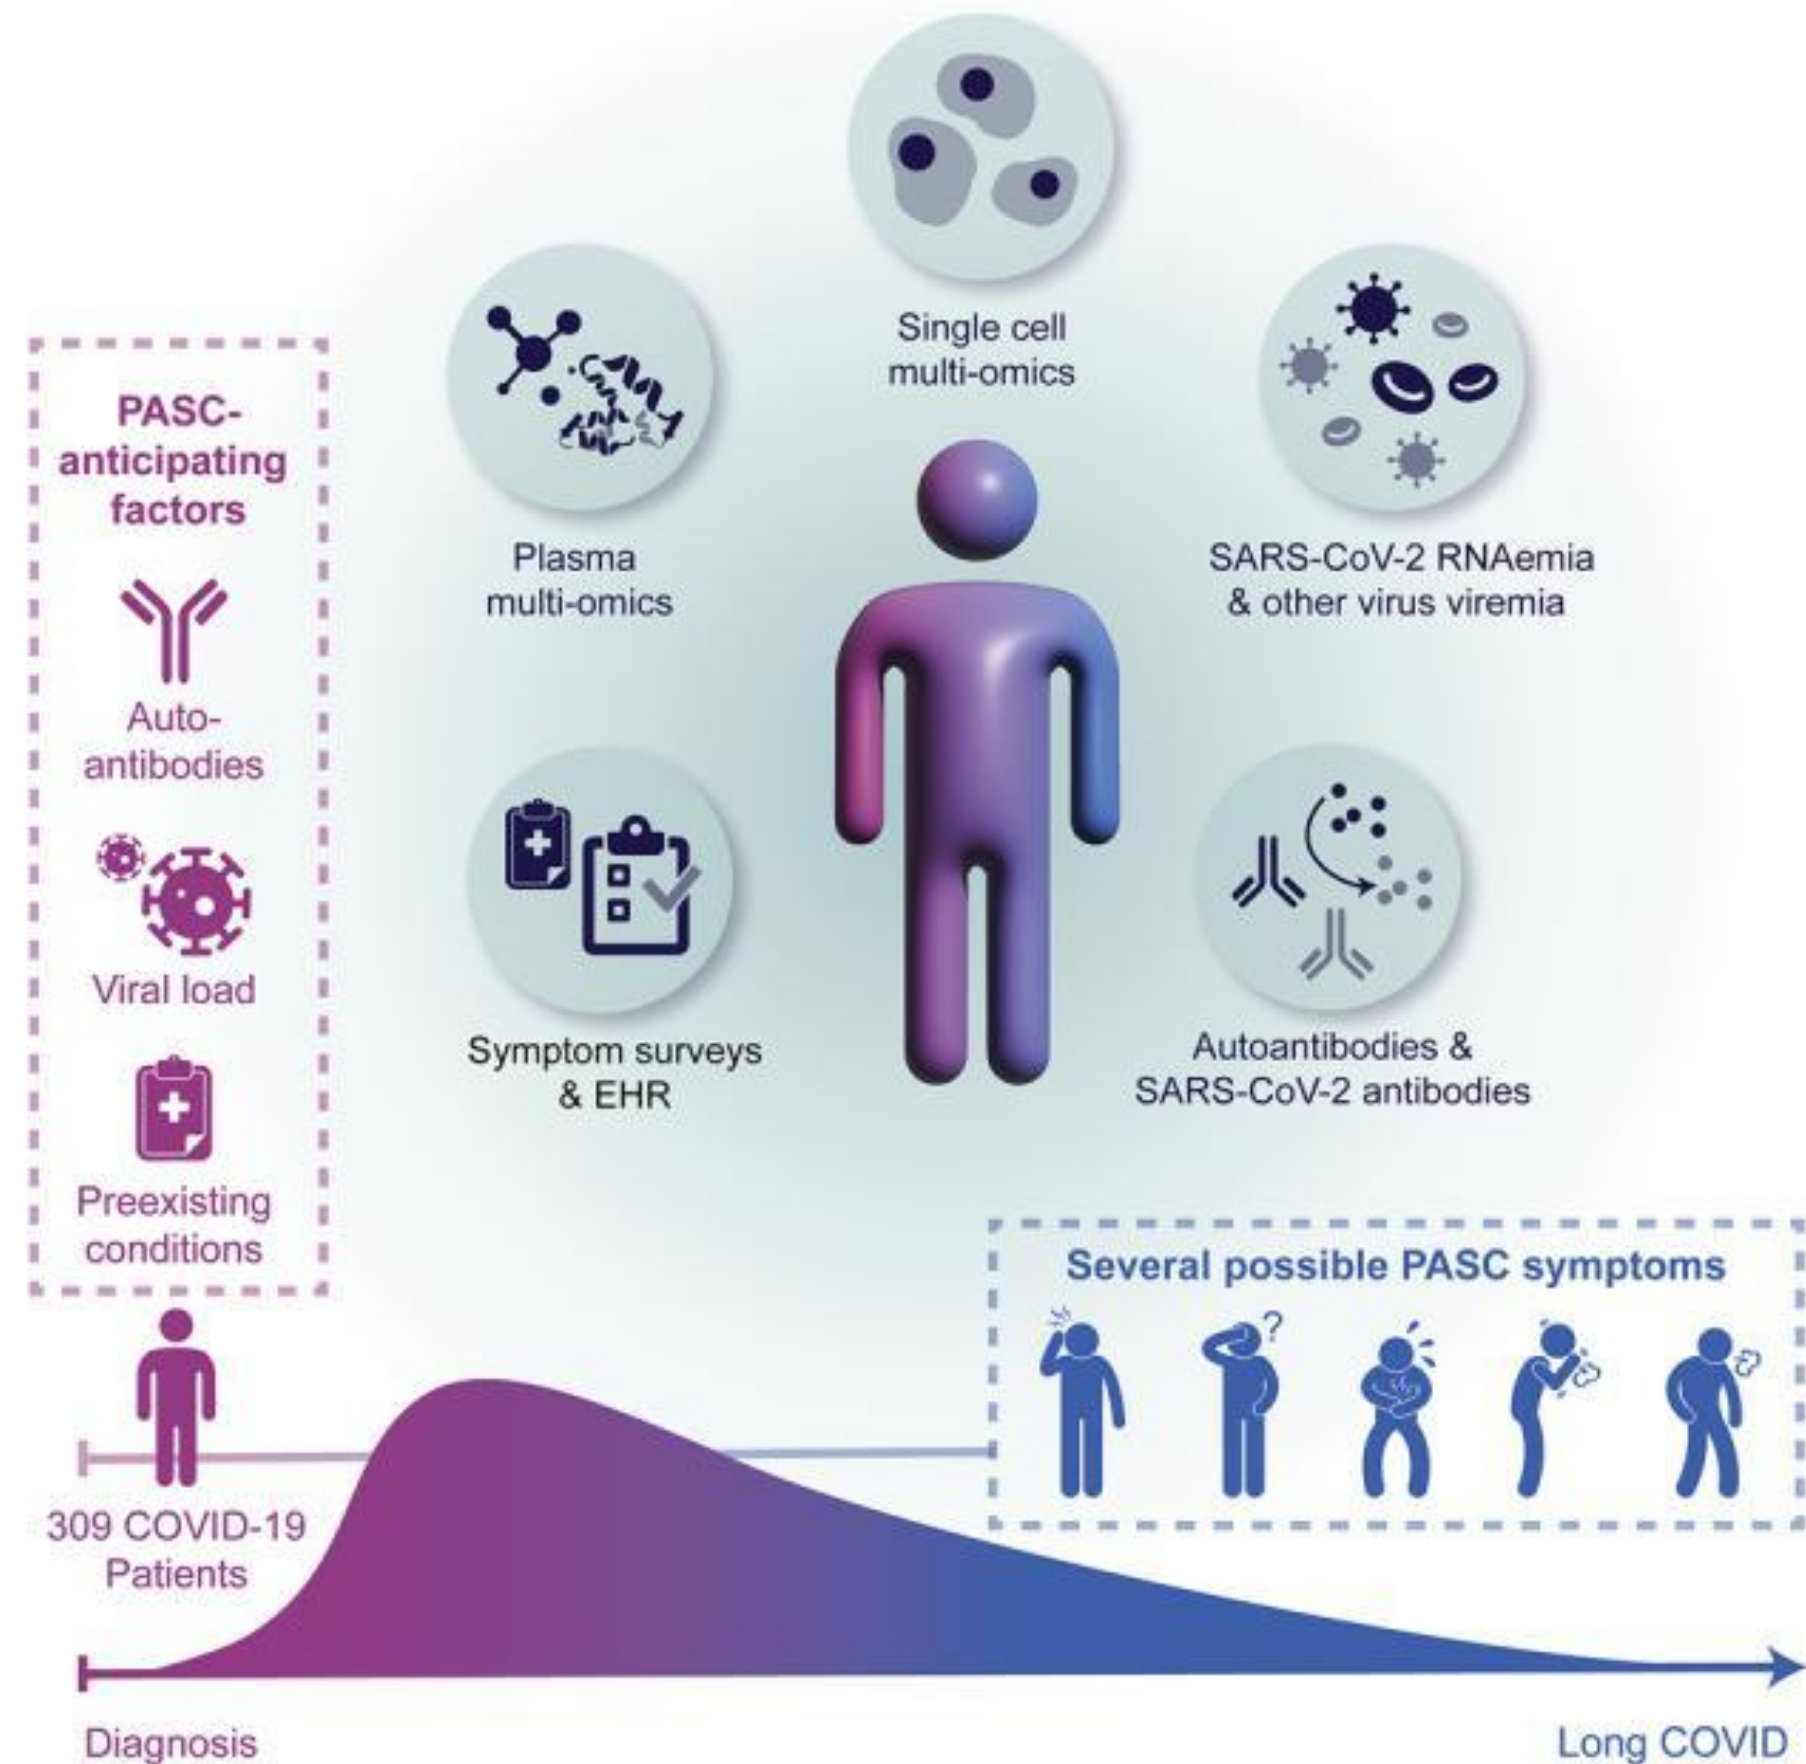 Single cell
multi-omics
Plasma
multi-omics
SARS-CoV-2 RNAemia
& other virus viremia
Symptom surveys
& EHR
Autoantibodies &
SARS-CoV-2 antibodies
PASC-
anticipating
factors
Auto-
antibodies
Viral load
Preexisting
conditions
Several possible PASC symptoms
?
309 COVID-19
Patients
Diagnosis
Long COVID